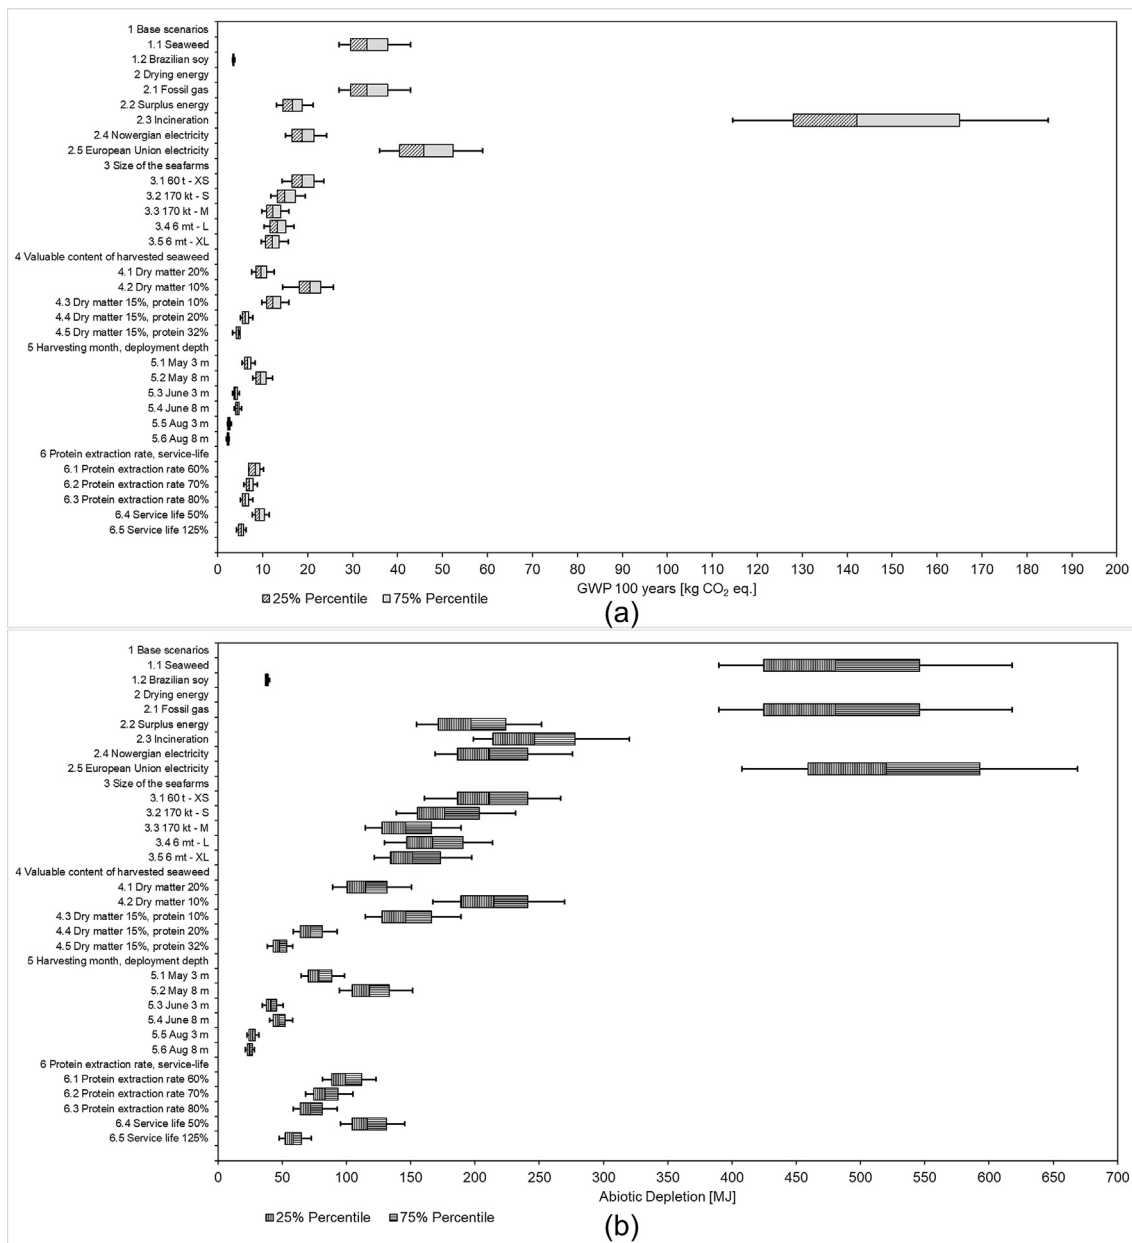 1 Base scenarios
1.1 Seaweed
1.2 Brazilian soy
2 Drying energy
2.1 Fossil gas
2.2 Surplus energy
2.3 Incineration
2.4 Nowergian electricity
2.5 European Union electricity
3 Size of the seafarms
3.1 60 t - XS
3.2 170 kt - S
3.3 170 kt - M
3.4 6 mt - L
3.5 6 mt - XL
4 Valuable content of harvested seaweed
4.1 Dry matter 20%
4.2 Dry matter 10%
4.3 Dry matter 15%, protein 10%
4.4 Dry matter 15%, protein 20%
4.5 Dry matter 15%, protein 32%
5 Harvesting month, deployment depth
5.1 May 3 m
5.2 May 8 m
5.3 June 3 m
5.4 June 8 m
5.5 Aug 3 m
5.6 Aug 8 m
6 Protein extraction rate, service-life
6.1 Protein extraction rate 60%
6.2 Protein extraction rate 70%
6.3 Protein extraction rate 80%
6.4 Service life 50%
6.5 Service life 125%
0 10 20 30 40 50 60 70 80 90 100 110 120 130 140 150 160 170 180 190 200
GWP 100 years [kg CO₂ eq.]
25% Percentile 75% Percentile
(a)
1 Base scenarios
1.1 Seaweed
1.2 Brazilian soy
2 Drying energy
2.1 Fossil gas
2.2 Surplus energy
2.3 Incineration
2.4 Nowergian electricity
2.5 European Union electricity
3 Size of the seafarms
3.1 60 t - XS
3.2 170 kt - S
3.3 170 kt - M
3.4 6 mt - L
3.5 6 mt - XL
4 Valuable content of harvested seaweed
4.1 Dry matter 20%
4.2 Dry matter 10%
4.3 Dry matter 15%, protein 10%
4.4 Dry matter 15%, protein 20%
4.5 Dry matter 15%, protein 32%
5 Harvesting month, deployment depth
5.1 May 3 m
5.2 May 8 m
5.3 June 3 m
5.4 June 8 m
5.5 Aug 3 m
5.6 Aug 8 m
6 Protein extraction rate, service-life
6.1 Protein extraction rate 60%
6.2 Protein extraction rate 70%
6.3 Protein extraction rate 80%
6.4 Service life 50%
6.5 Service life 125%
0 50 100 150 200 250 300 350 400 450 500 550 600 650 700
Abiotic Depletion [MJ]
25% Percentile 75% Percentile
(b)